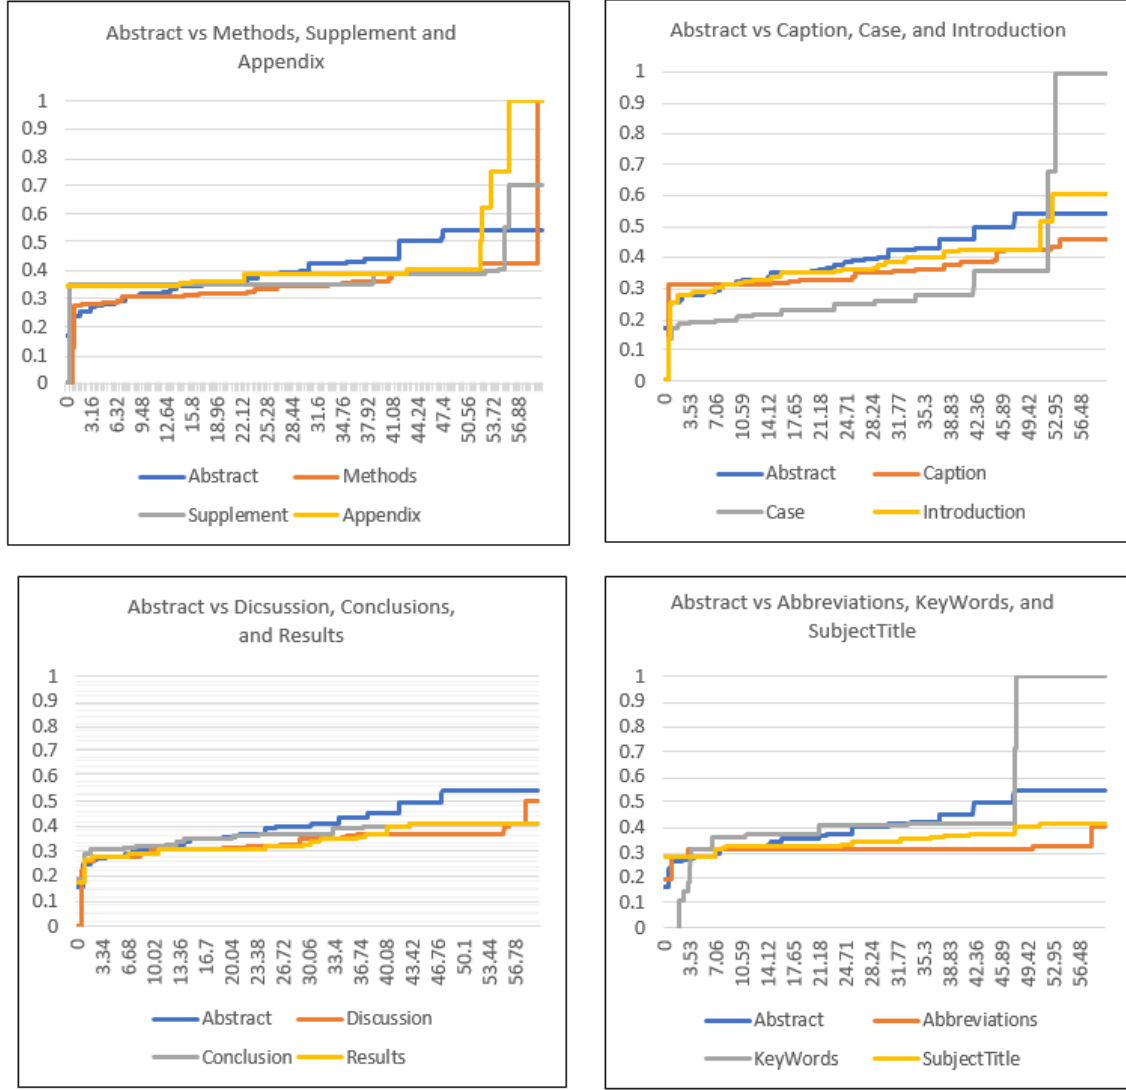 Abstract vs Methods, Supplement and
Appendix
1
0.9
0.8
0.7
0.6
0.5
0.4
0.3
0.2
0.1
0
0 3.16 6.32 9.48 12.64 15.8 18.96 22.12 25.28 28.44 31.6 34.76 37.92 41.08 44.24 47.4 50.56 53.72 56.88
Abstract Methods
Supplement Appendix
Abstract vs Caption, Case, and Introduction
1
0.9
0.8
0.7
0.6
0.5
0.4
0.3
0.2
0.1
0
0 3.53 7.06 10.59 14.12 17.65 21.18 24.71 28.24 31.77 35.3 38.83 42.36 45.89 49.42 52.95 56.48
Abstract Caption
Case Introduction
Abstract vs Dicsussion, Conclusions,
and Results
1
0.9
0.8
0.7
0.6
0.5
0.4
0.3
0.2
0.1
0
0 3.34 6.68 10.02 13.36 16.7 20.04 23.38 26.72 30.06 33.4 36.74 40.08 43.42 46.76 50.1 53.44 56.78
Abstract Discussion
Conclusion Results
Abstract vs Abbreviations, KeyWords, and
SubjectTitle
1
0.9
0.8
0.7
0.6
0.5
0.4
0.3
0.2
0.1
0
0 3.53 7.06 10.59 14.12 17.65 21.18 24.71 28.24 31.77 35.3 38.83 42.36 45.89 49.42 52.95 56.48
Abstract Abbreviations
KeyWords SubjectTitle